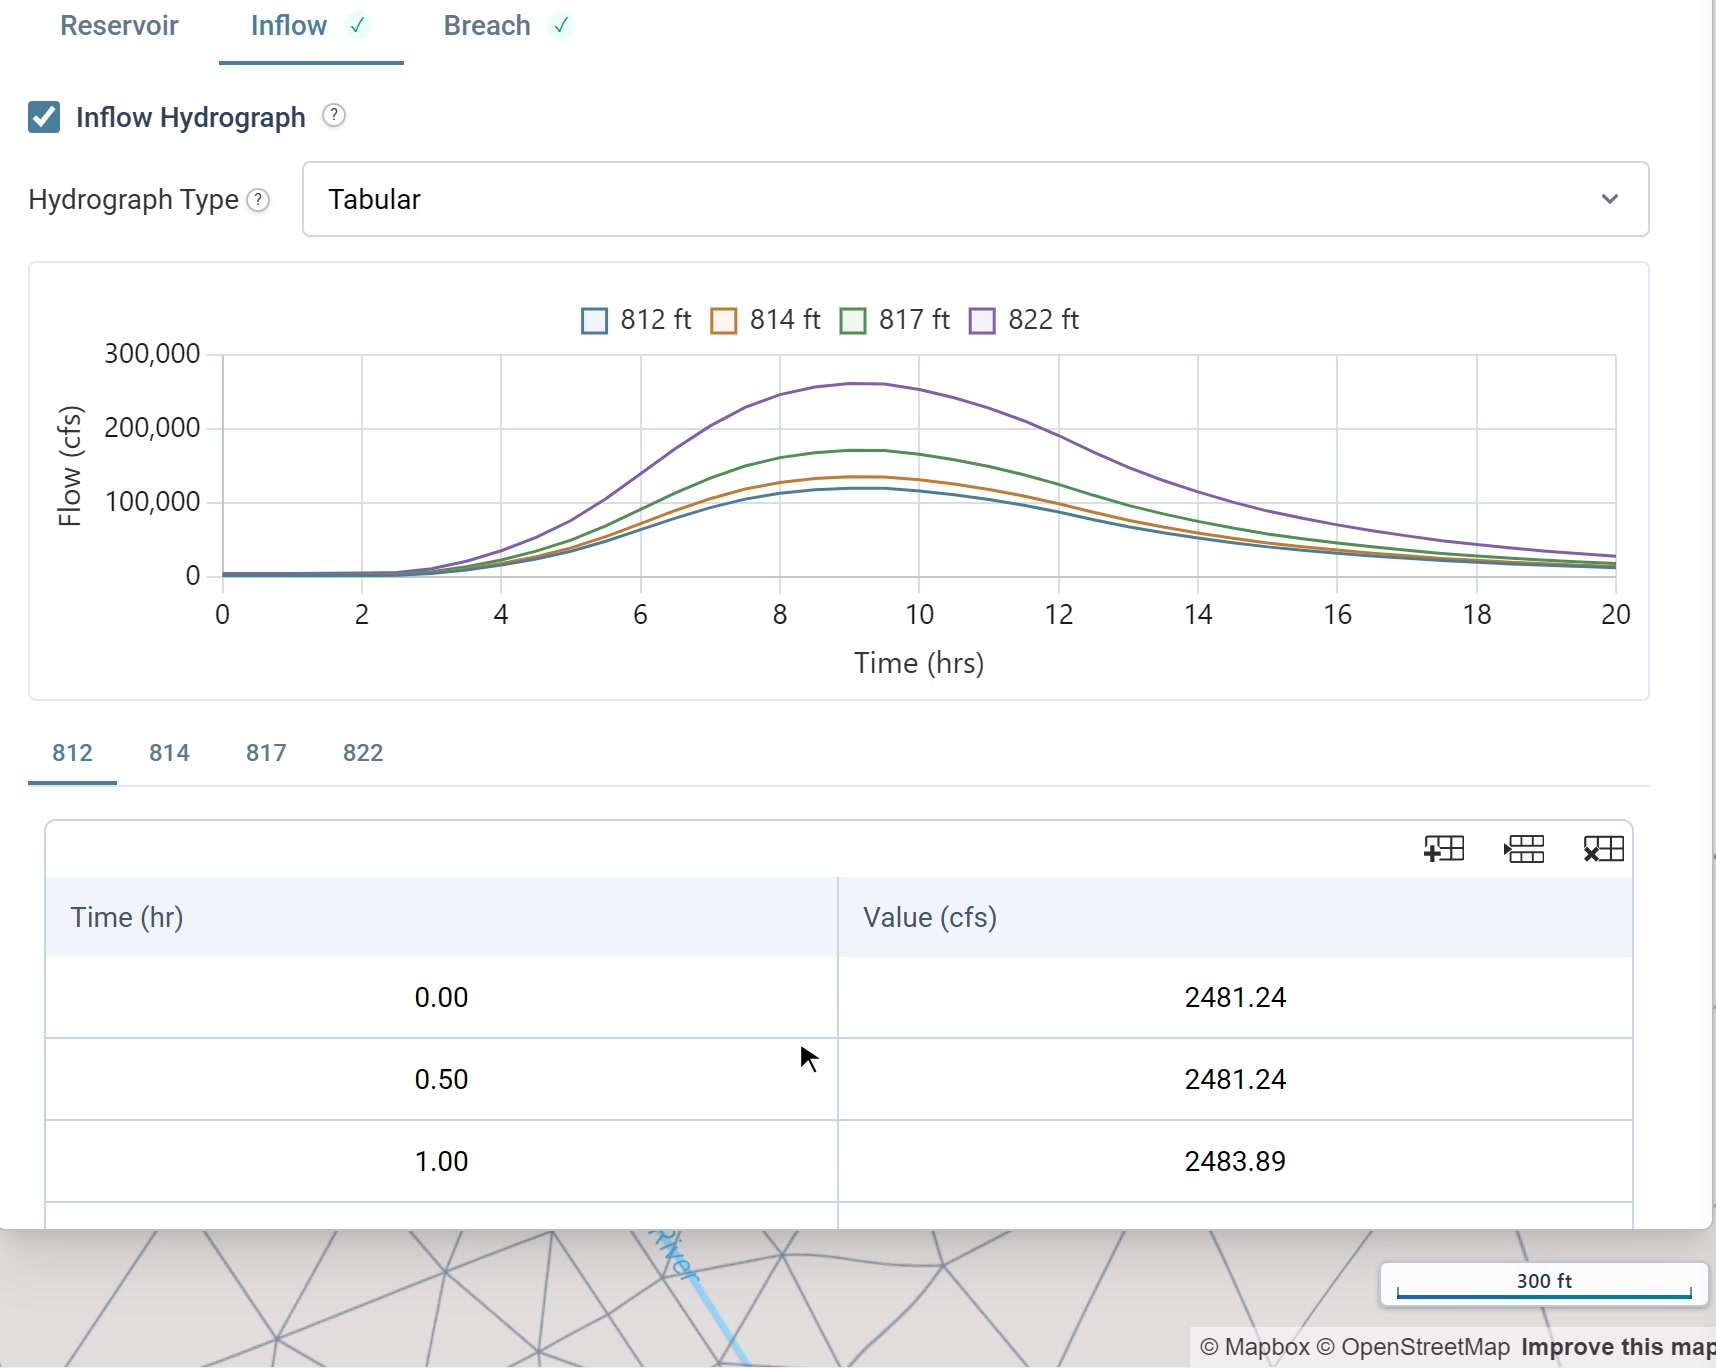 Reservoir Inflow ✓ Breach ✓
Inflow Hydrograph ?
Hydrograph Type ? Tabular
812 ft 814 ft 817 ft 822 ft
300,000
200,000
100,000
0
Flow (cfs)
0 2 4 6 8 10 12 14 16 18 20
Time (hrs)
812 814 817 822
Time (hr) Value (cfs)
0.00 2481.24
0.50 2481.24
1.00 2483.89
River
300 ft
© Mapbox © OpenStreetMap Improve this map